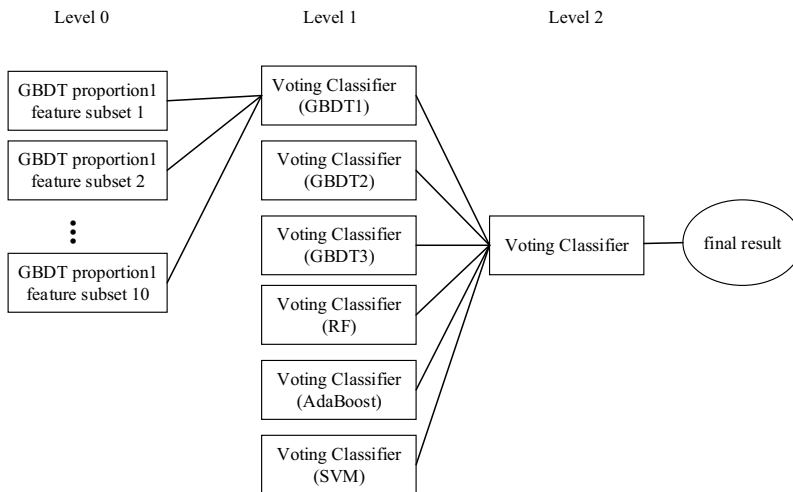 Level 0
Level 1
Level 2
GBDT proportion1
feature subset 1
GBDT proportion1
feature subset 2
GBDT proportion1
feature subset 10
Voting Classifier
(GBDT1)
Voting Classifier
(GBDT2)
Voting Classifier
(GBDT3)
Voting Classifier
(RF)
Voting Classifier
(AdaBoost)
Voting Classifier
(SVM)
Voting Classifier
final result